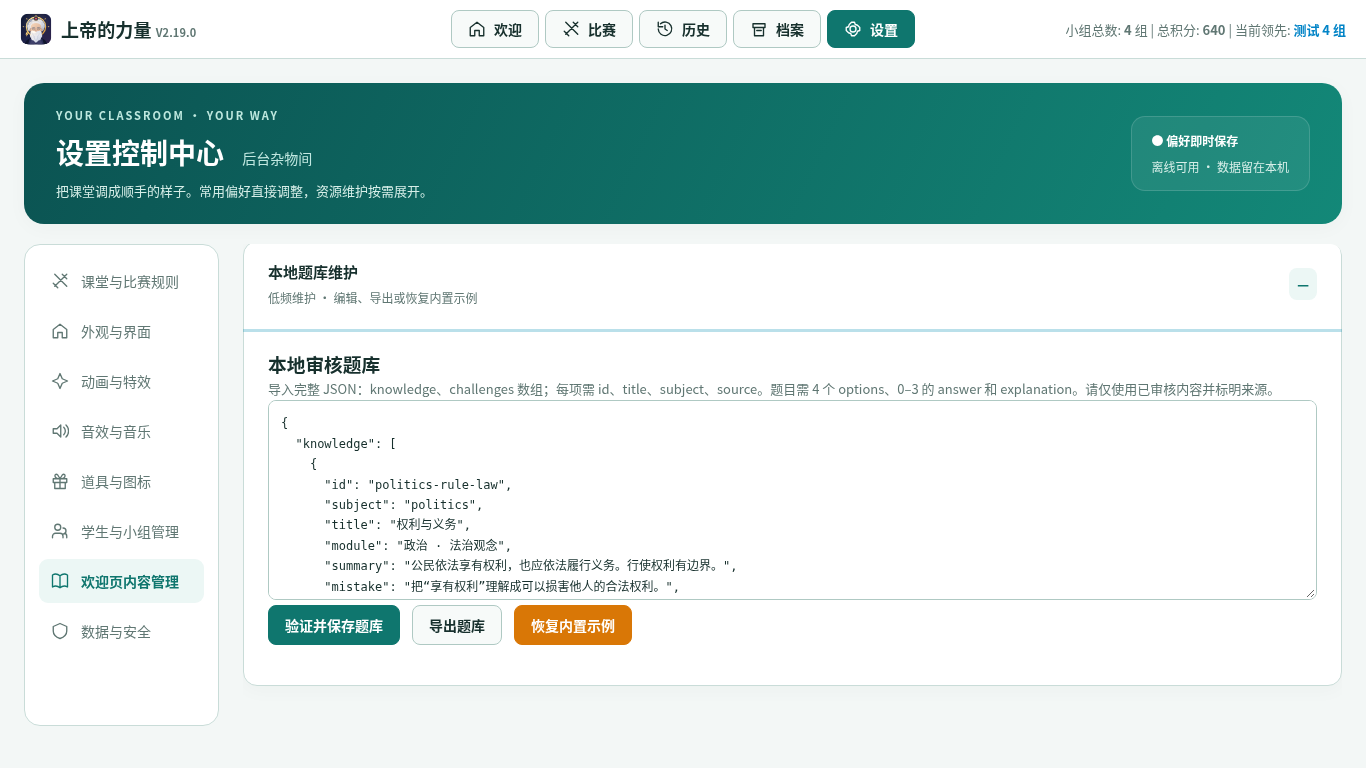 上帝的力量 V2.19.0
欢迎
比赛
历史
档案
设置
小组总数: 4 组 | 总积分: 640 | 当前领先: 测试 4 组
YOUR CLASSROOM · YOUR WAY
设置控制中心 后台杂物间
把课堂调成顺手的样子。常用偏好直接调整，资源维护按需展开。
偏好即时保存
离线可用 · 数据留在本机
课堂与比赛规则
外观与界面
动画与特效
音效与音乐
道具与图标
学生与小组管理
欢迎页内容管理
数据与安全
本地题库维护
低频维护 · 编辑、导出或恢复内置示例
本地审核题库
导入完整 JSON：knowledge、challenges 数组；每项需 id、title、subject、source。题目需 4 个 options、0–3 的 answer 和 explanation。请仅使用已审核内容并标明来源。
{
"knowledge": [
{
"id": "politics-rule-law",
"subject": "politics",
"title": "权利与义务",
"module": "政治 · 法治观念",
"summary": "公民依法享有权利，也应依法履行义务。行使权利有边界。",
"mistake": "把“享有权利”理解成可以损害他人的合法权利。",
验证并保存题库
导出题库
恢复内置示例